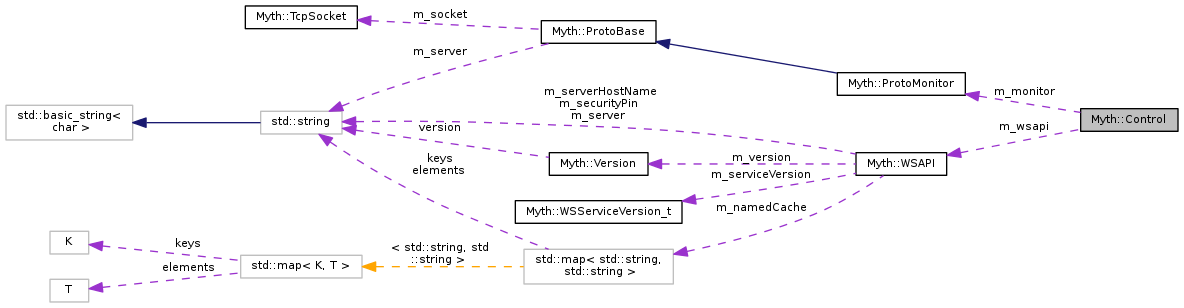 Myth::TcpSocket
m_socket
Myth::ProtoBase
m_server
Myth::ProtoMonitor
m_monitor
Myth::Control
m_wsapi
m_serverHostName
m_securityPin
m_server
std::basic_string<
char >
std::string
version
Myth::Version
m_version
Myth::WSAPI
m_serviceVersion
keys
elements
Myth::WSServiceVersion_t
m_namedCache
K
keys
< std::string, std
::string >
std::map< K, T >
std::map< std::string,
std::string >
elements
T